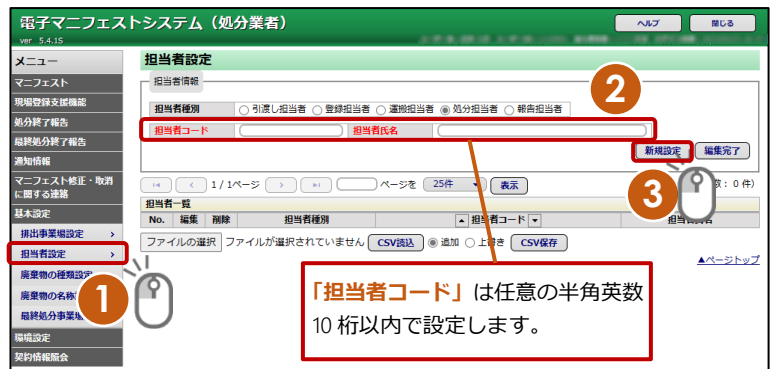 電子マニフェストシステム（処分業者）
ver 5.4.15
ヘルプ
閉じる
メニュー
マニフェスト
現場登録支援機能
処分終了報告
最終処分終了報告
通知情報
マニフェスト修正・取消
に関する連絡
基本設定
排出事業場設定 >
担当者設定 >
廃棄物の種類設定
廃棄物の名称
最終処分事業場
環境設定
契約情報照会
担当者設定
担当者情報
担当者種別 引渡し担当者 登録担当者 運搬担当者 処分担当者 報告担当者
担当者コード 担当者氏名
新規設定 編集完了
1 / 1ページ ページを 25件 表示 数： 0 件)
担当者一覧
No. 編集 削除 担当者種別 ▲ 担当者コード ▼ 担当
ファイルの選択 ファイルが選択されていません CSV読込 追加 上書き CSV保存
▲ページトップ
1
2
3
「担当者コード」は任意の半角英数
10 桁以内で設定します。